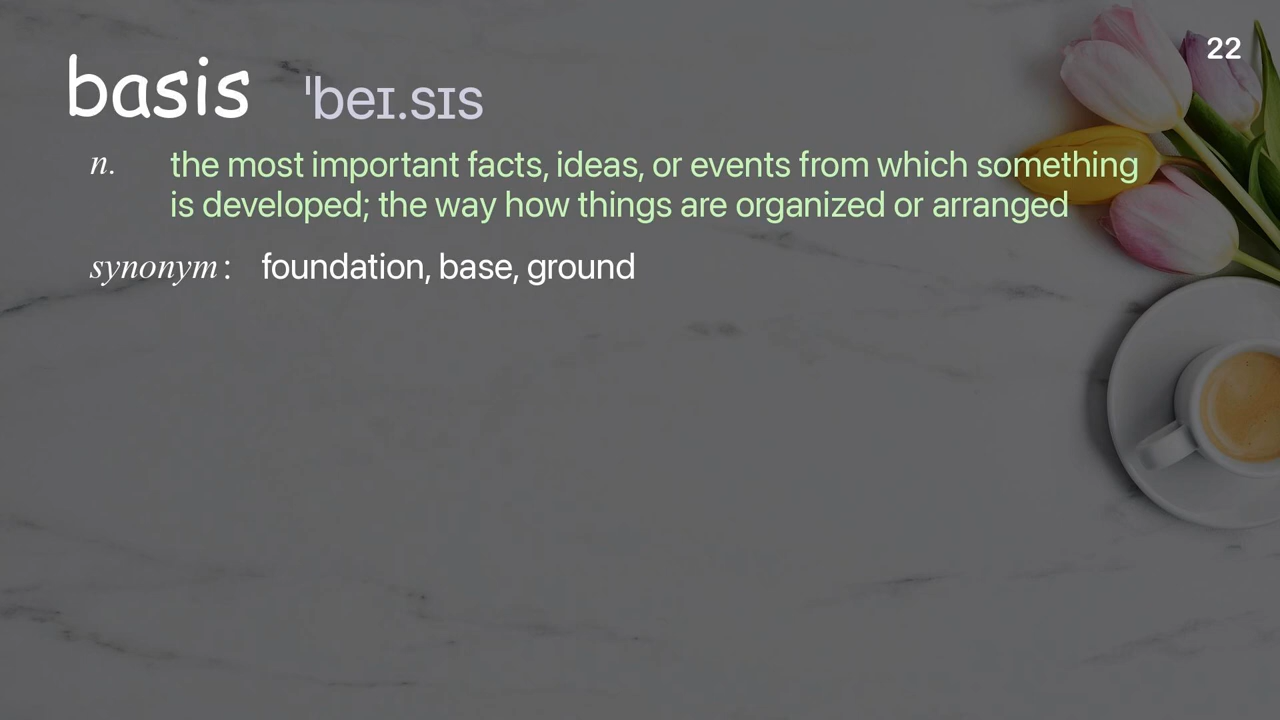 22
basis ˈbeɪ.sɪs
n. the most important facts, ideas, or events from which something
is developed; the way how things are organized or arranged
synonym: foundation, base, ground